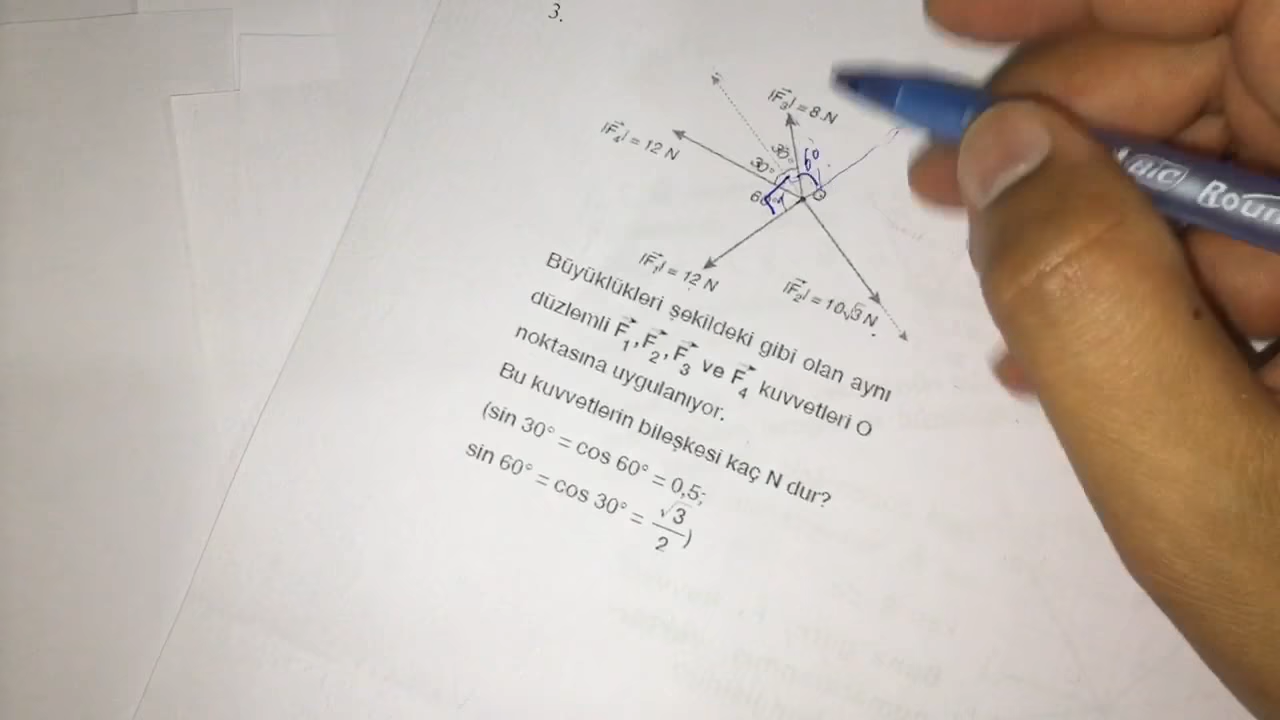 3.
|F₃| = 8 N
|F₄| = 12 N
30°
30°
60
60°
|F₁| = 12 N
|F₂| = 10√3 N
Büyüklükleri şekildeki gibi olan aynı
düzlemli F₁, F₂, F₃ ve F₄ kuvvetleri O
noktasına uygulanıyor.
Bu kuvvetlerin bileşkesi kaç N dur?
(sin 30° = cos 60° = 0,5;
sin 60° = cos 30° = √3/2)
BIC Roun